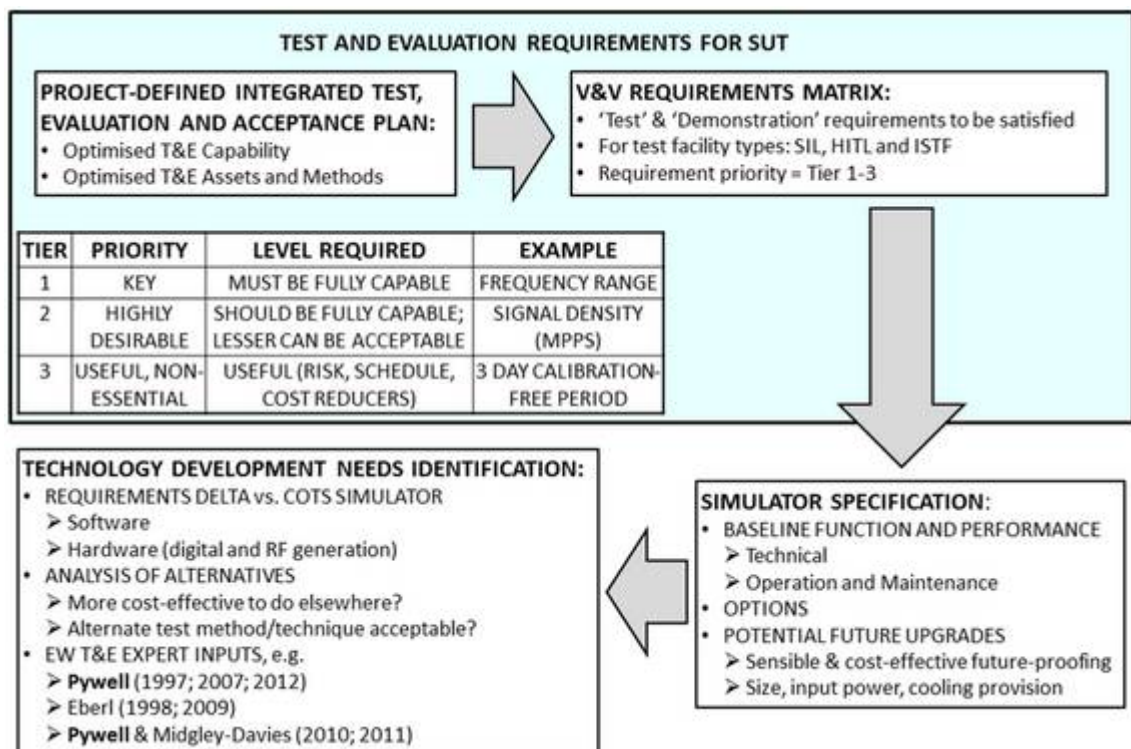 TEST AND EVALUATION REQUIREMENTS FOR SUT
PROJECT-DEFINED INTEGRATED TEST,
EVALUATION AND ACCEPTANCE PLAN:
• Optimised T&E Capability
• Optimised T&E Assets and Methods
V&V REQUIREMENTS MATRIX:
• ‘Test’ & ‘Demonstration’ requirements to be satisfied
• For test facility types: SIL, HITL and ISTF
• Requirement priority = Tier 1-3
TIER PRIORITY LEVEL REQUIRED EXAMPLE
1 KEY MUST BE FULLY CAPABLE FREQUENCY RANGE
2 HIGHLY SHOULD BE FULLY CAPABLE; SIGNAL DENSITY
DESIRABLE LESSER CAN BE ACCEPTABLE (MPPS)
3 USEFUL, NON- USEFUL (RISK, SCHEDULE, 3 DAY CALIBRATION-
ESSENTIAL COST REDUCERS) FREE PERIOD
TECHNOLOGY DEVELOPMENT NEEDS IDENTIFICATION:
• REQUIREMENTS DELTA vs. COTS SIMULATOR
➢ Software
➢ Hardware (digital and RF generation)
• ANALYSIS OF ALTERNATIVES
➢ More cost-effective to do elsewhere?
➢ Alternate test method/technique acceptable?
• EW T&E EXPERT INPUTS, e.g.
➢ Pywell (1997; 2007; 2012)
➢ Eberl (1998; 2009)
➢ Pywell & Midgley-Davies (2010; 2011)
SIMULATOR SPECIFICATION:
• BASELINE FUNCTION AND PERFORMANCE
➢ Technical
➢ Operation and Maintenance
• OPTIONS
• POTENTIAL FUTURE UPGRADES
➢ Sensible & cost-effective future-proofing
➢ Size, input power, cooling provision